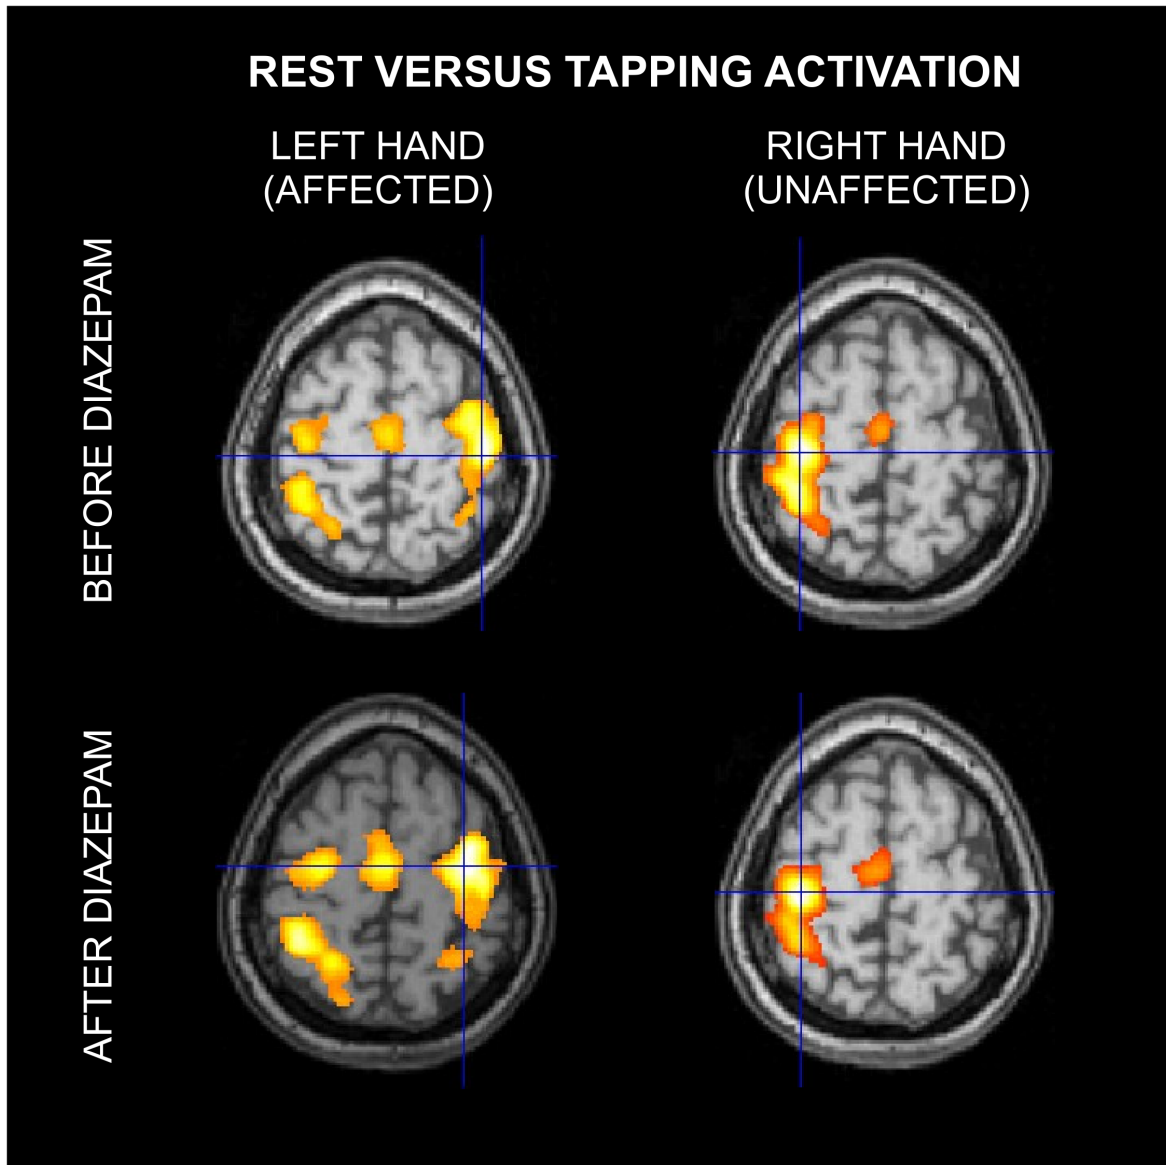 REST VERSUS TAPPING ACTIVATION
LEFT HAND
(AFFECTED)
RIGHT HAND
(UNAFFECTED)
BEFORE DIAZEPAM
AFTER DIAZEPAM